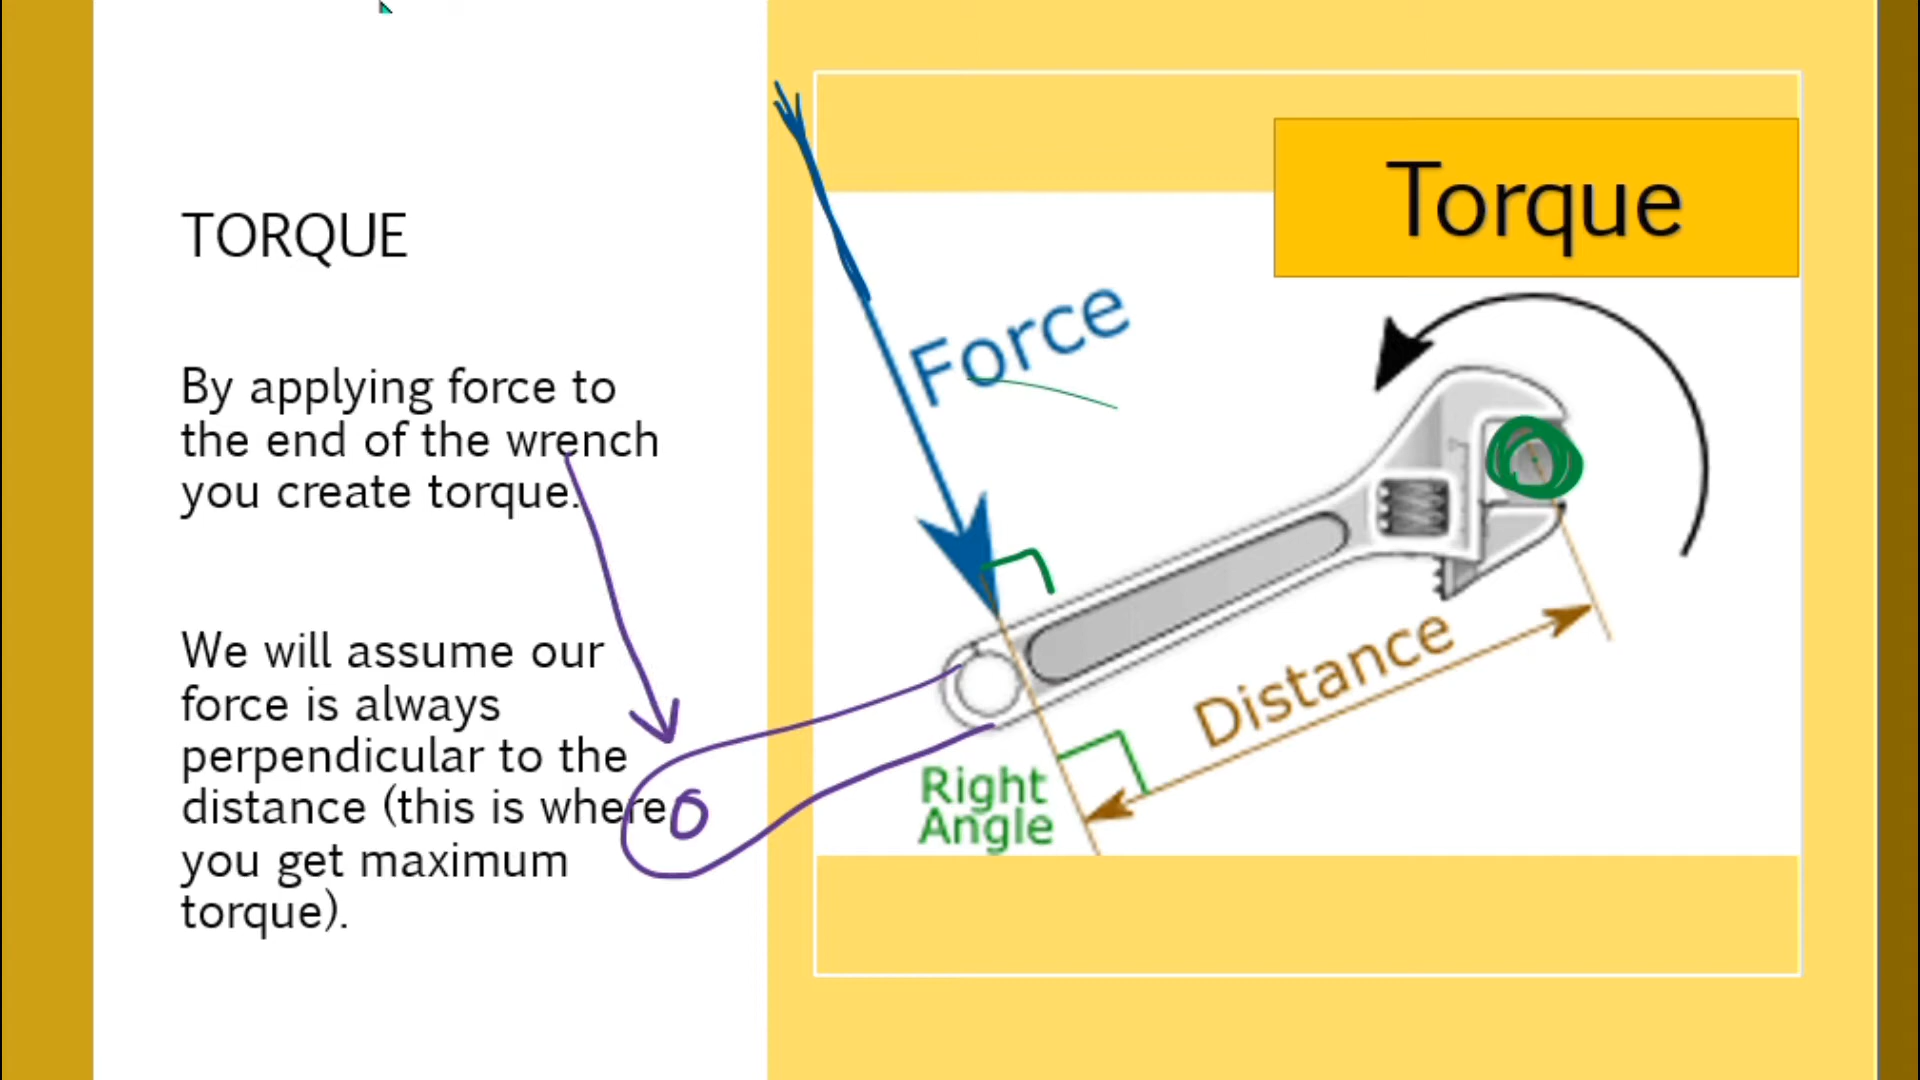 TORQUE
By applying force to
the end of the wrench
you create torque.
We will assume our
force is always
perpendicular to the
distance (this is where
you get maximum
torque).
Torque
Force
Distance
Right
Angle